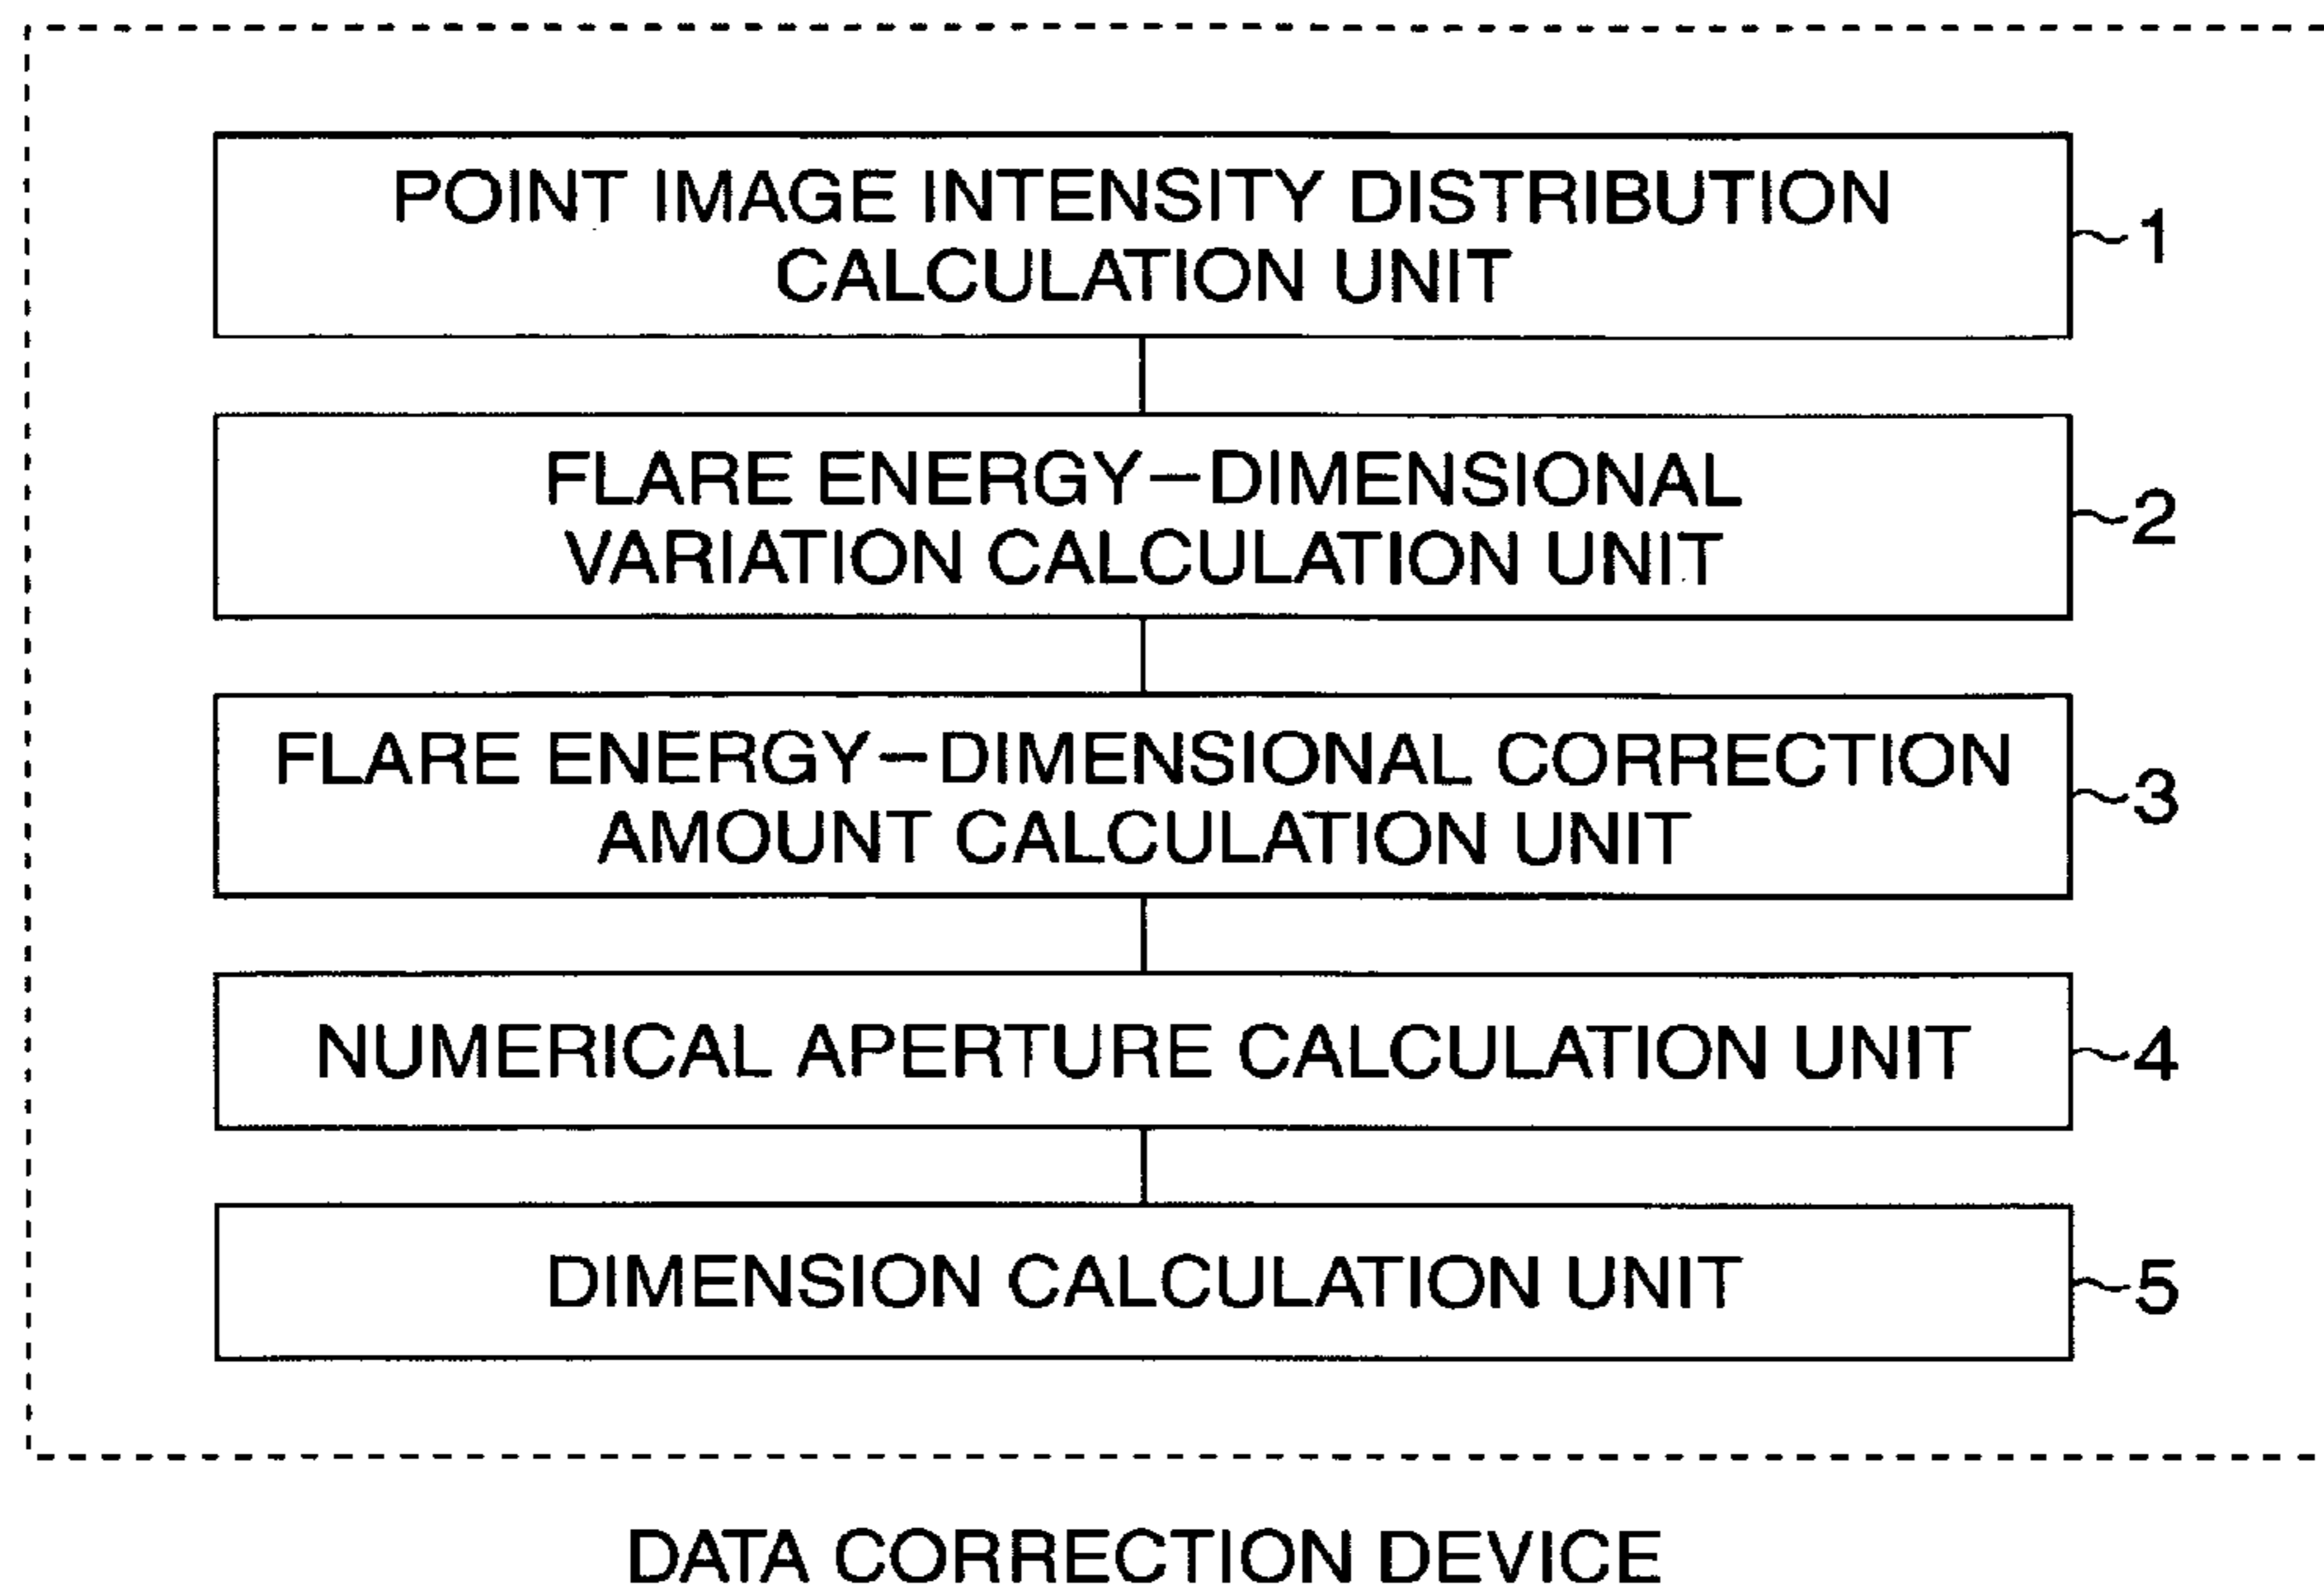 POINT IMAGE INTENSITY DISTRIBUTION
CALCULATION UNIT
1
FLARE ENERGY–DIMENSIONAL
VARIATION CALCULATION UNIT
2
FLARE ENERGY–DIMENSIONAL CORRECTION
AMOUNT CALCULATION UNIT
3
NUMERICAL APERTURE CALCULATION UNIT
4
DIMENSION CALCULATION UNIT
5
DATA CORRECTION DEVICE